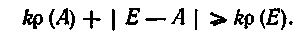 kρ (A) + | E — A | ⩾ kρ (E).